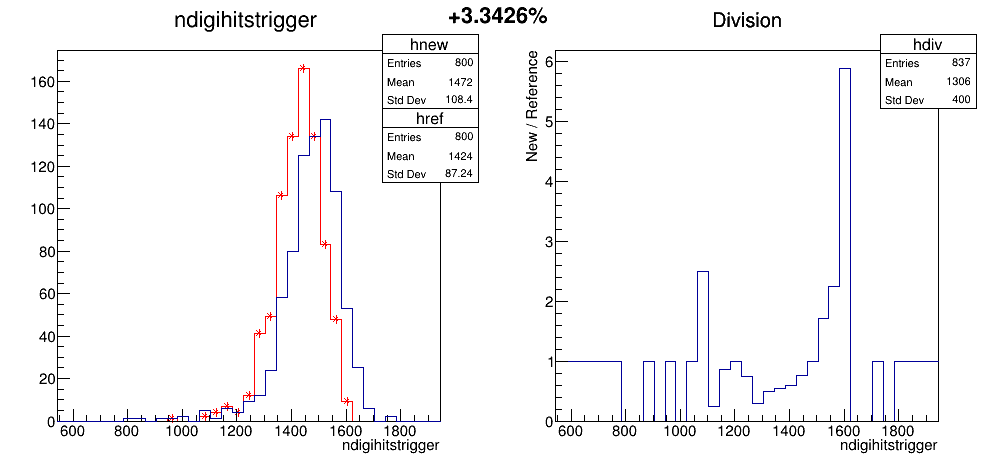 +3.3426%
ndigihitstrigger
hnew
Entries 800
Mean 1472
Std Dev 108.4
href
Entries 800
Mean 1424
Std Dev 87.24
160
140
120
100
80
60
40
20
0
600 800 1000 1200 1400 1600 1800
ndigihitstrigger
Division
hdiv
Entries 837
Mean 1306
Std Dev 400
New / Reference
6
5
4
3
2
1
0
600 800 1000 1200 1400 1600 1800
ndigihitstrigger